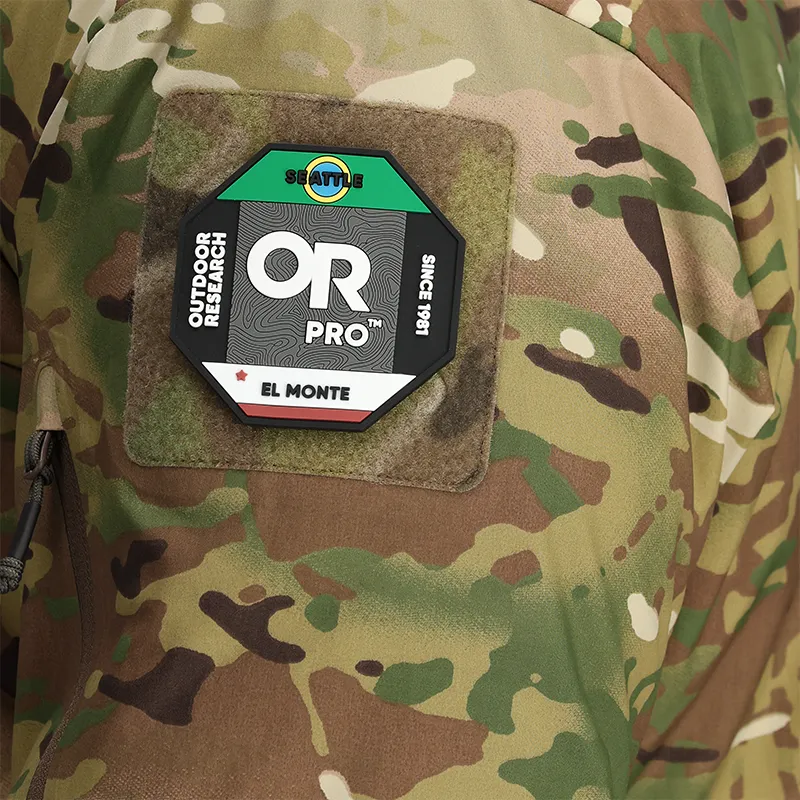 SEATTLE
OUTDOOR
RESEARCH
OR
PRO™
SINCE 1981
EL MONTE